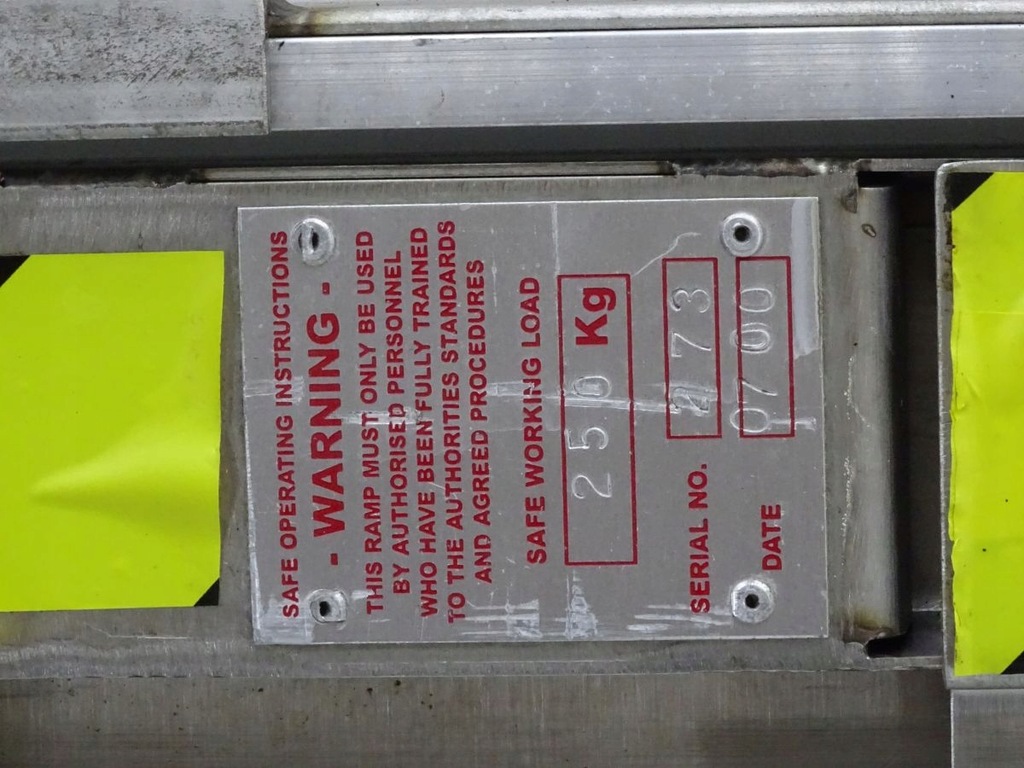 SAFE OPERATING INSTRUCTIONS
- WARNING -
THIS RAMP MUST ONLY BE USED
BY AUTHORISED PERSONNEL
WHO HAVE BEEN FULLY TRAINED
TO THE AUTHORITIES STANDARDS
AND AGREED PROCEDURES
SAFE WORKING LOAD
250 Kg
SERIAL NO. 273
DATE 07 00